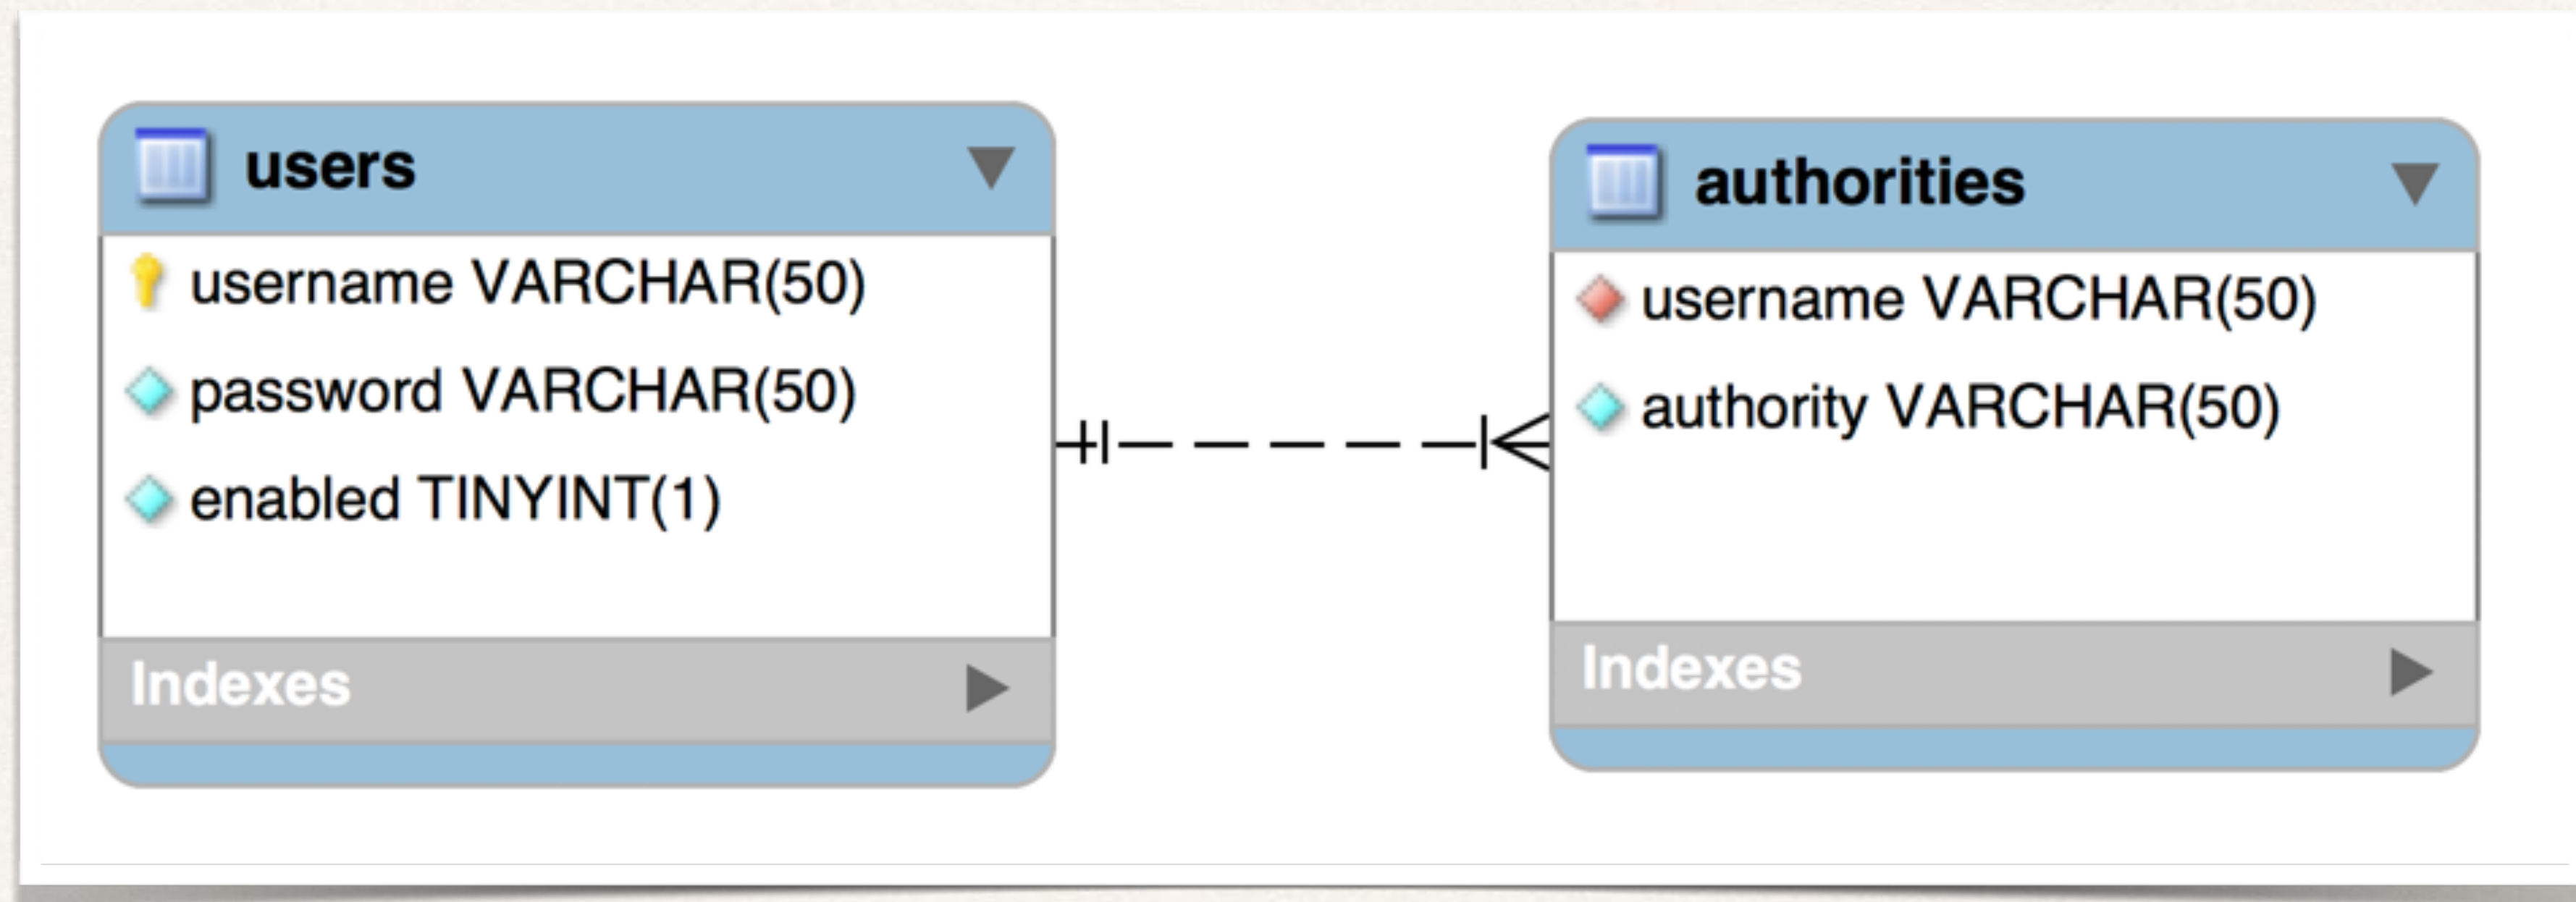 users
username VARCHAR(50)
password VARCHAR(50)
enabled TINYINT(1)
Indexes
authorities
username VARCHAR(50)
authority VARCHAR(50)
Indexes